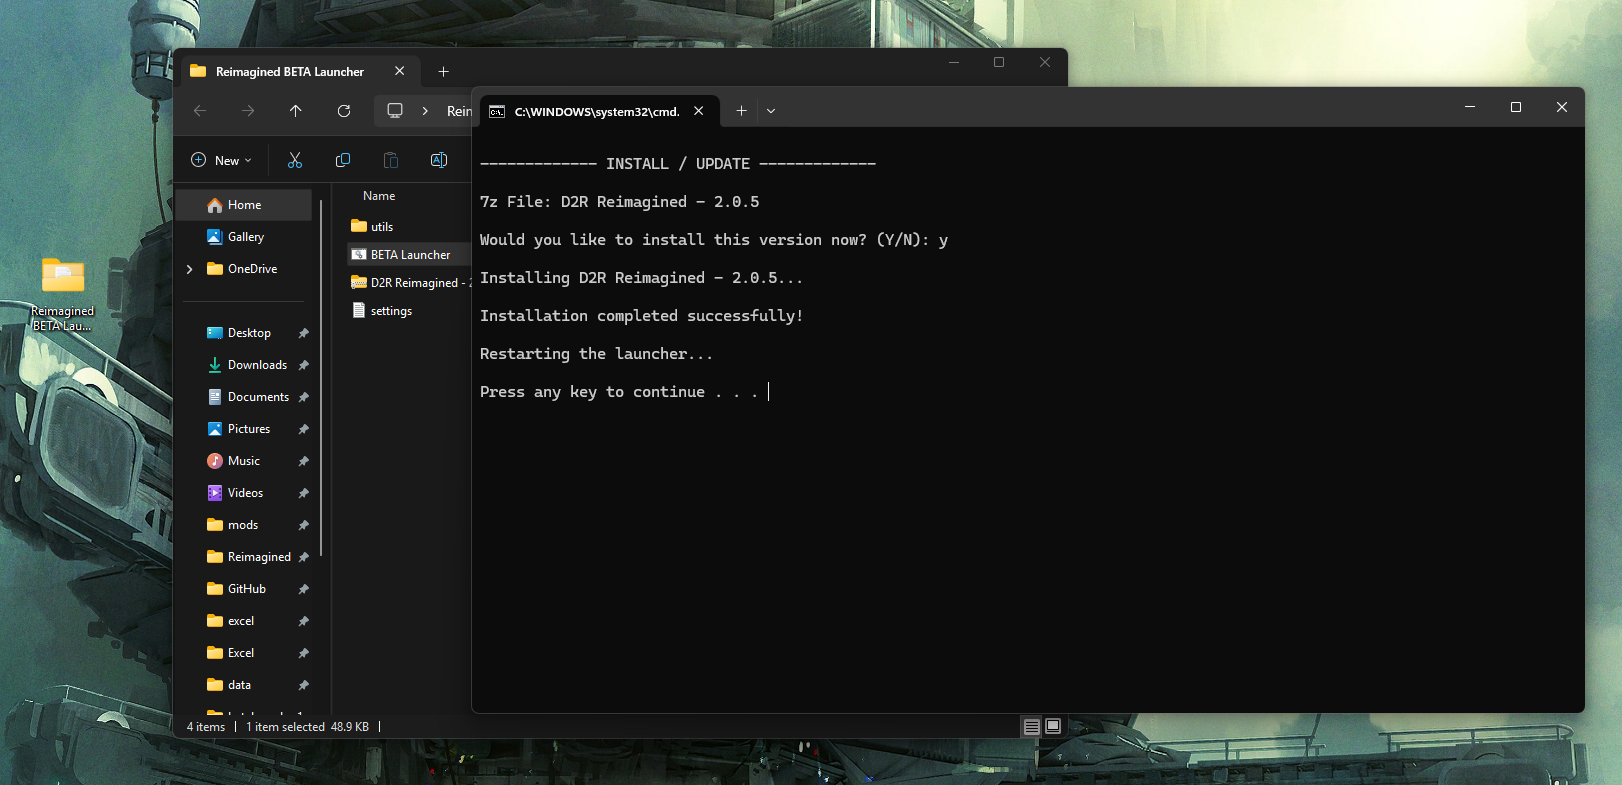 Reimagined
BETA Lau...
Reimagined BETA Launcher
Rein
New
Home
Gallery
OneDrive
Desktop
Downloads
Documents
Pictures
Music
Videos
mods
Reimagined
GitHub
excel
Excel
data
Name
utils
BETA Launcher
D2R Reimagined - 2
settings
4 items
1 item selected 48.9 KB
C:\WINDOWS\system32\cmd.
------------- INSTALL / UPDATE -------------
7z File: D2R Reimagined - 2.0.5
Would you like to install this version now? (Y/N): y
Installing D2R Reimagined - 2.0.5...
Installation completed successfully!
Restarting the launcher...
Press any key to continue . . .